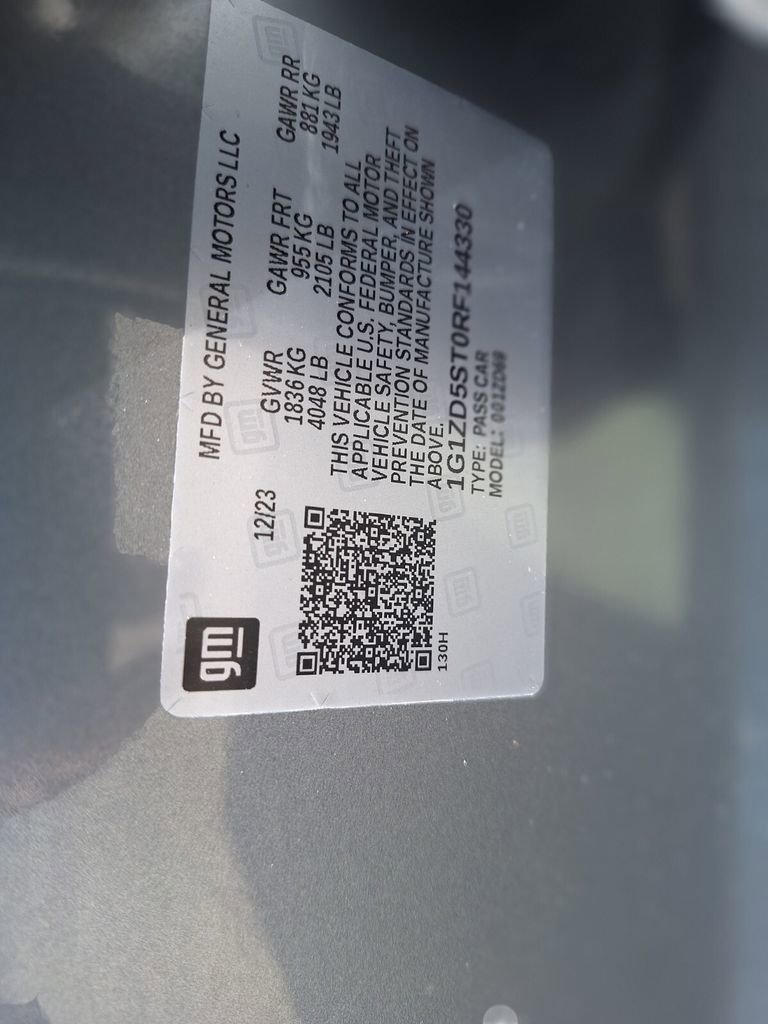 gm
MFD BY GENERAL MOTORS LLC
12/23
GVWR
1836 KG
4048 LB
GAWR FRT
955 KG
2105 LB
GAWR RR
881 KG
1943 LB
THIS VEHICLE CONFORMS TO ALL
APPLICABLE U.S. FEDERAL MOTOR
VEHICLE SAFETY, BUMPER, AND THEFT
PREVENTION STANDARDS IN EFFECT ON
THE DATE OF MANUFACTURE SHOWN
ABOVE.
1G1ZD5ST0RF144330
TYPE: PASS CAR
MODEL: 001ZD69
130H